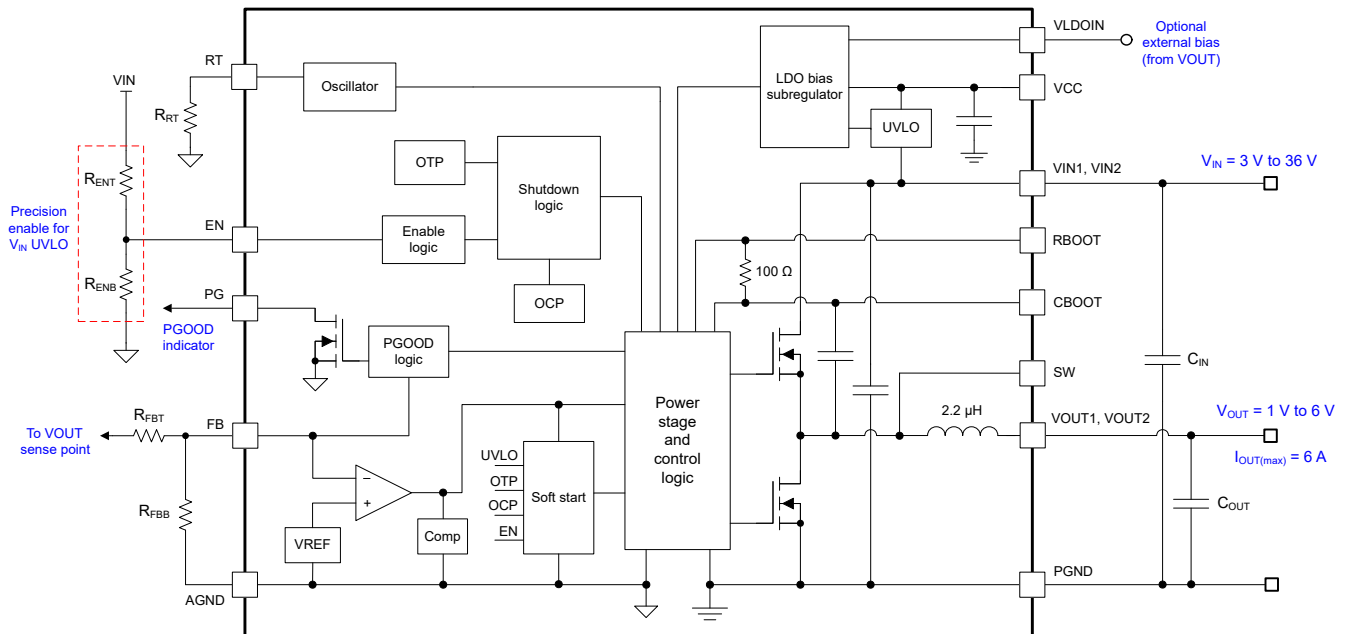 VLDOIN
Optional
external bias
(from VOUT)
RT
VIN
Oscillator
LDO bias
subregulator
VCC
RRT
UVLO
OTP
Shutdown
logic
VIN1, VIN2
VIN = 3 V to 36 V
RENT
Precision
enable for
VIN UVLO
EN
Enable
logic
RBOOT
100 Ω
RENB
OCP
CBOOT
PG
PGOOD
indicator
PGOOD
logic
CIN
SW
Power
stage and
control
logic
2.2 µH
VOUT1, VOUT2
VOUT = 1 V to 6 V
IOUT(max) = 6 A
RFBT
FB
To VOUT
sense point
UVLO
OTP
OCP
EN
Soft start
−
+
RFBB
VREF
Comp
COUT
AGND
PGND